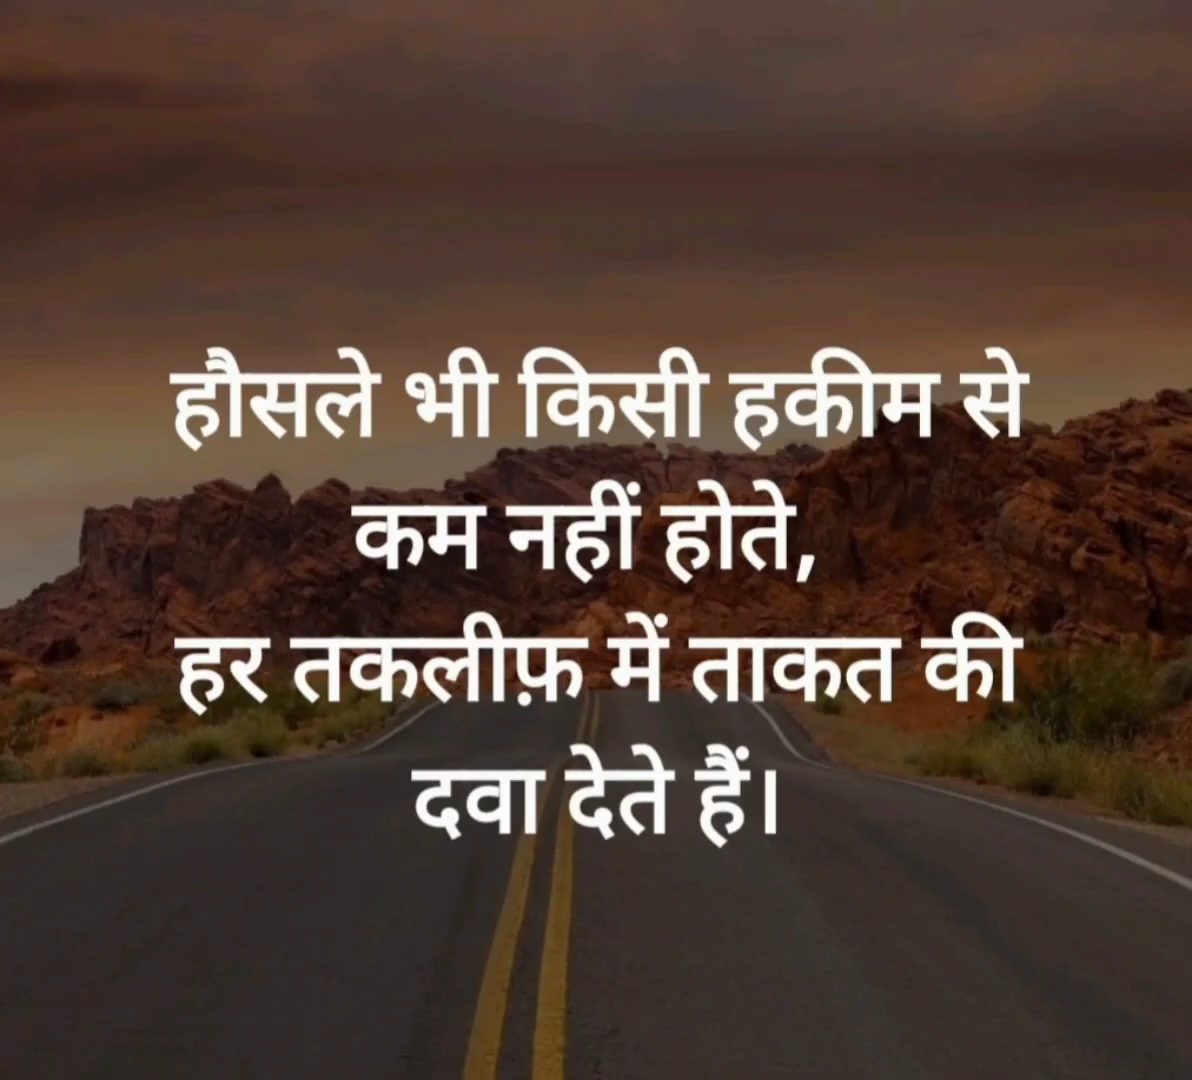 हौसले भी किसी हकीम से
कम नहीं होते,
हर तकलीफ़ में ताकत की
दवा देते हैं।